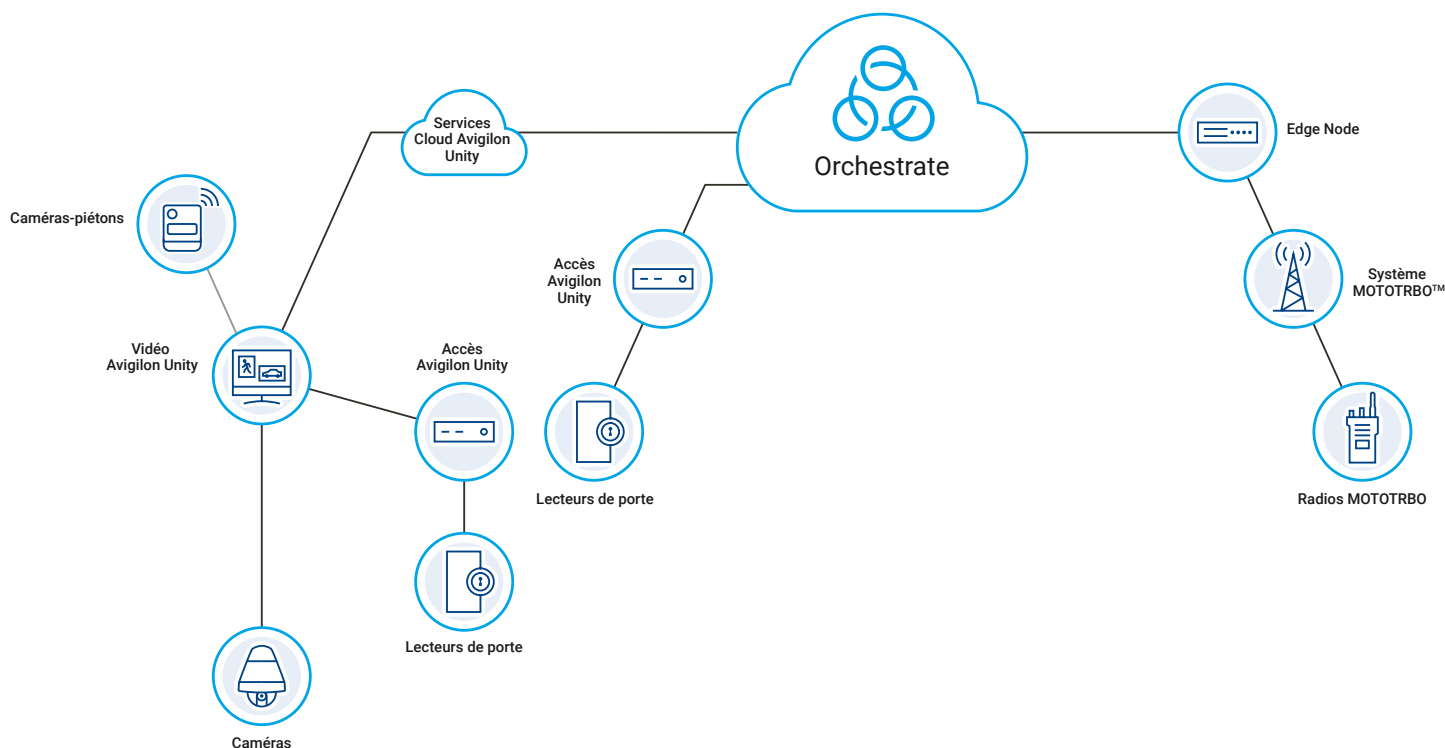 Services
Cloud Avigilon
Unity
Orchestrate
Edge Node
Caméras-piétons
Accès
Avigilon
Unity
Système
MOTOTRBO™
Vidéo
Avigilon Unity
Accès
Avigilon Unity
Lecteurs de porte
Radios MOTOTRBO
Lecteurs de porte
Caméras